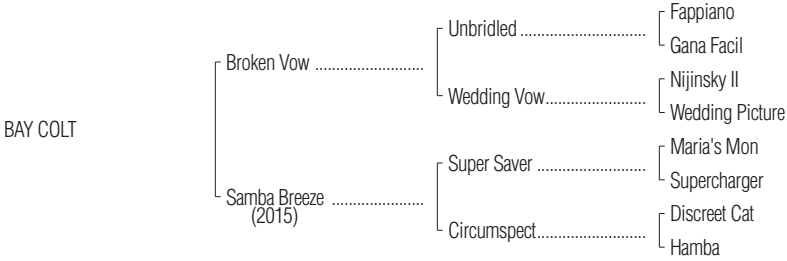 Fappiano
Unbridled ..............................
Gana Facil
Broken Vow ..........................
Nijinsky II
Wedding Vow........................
Wedding Picture
BAY COLT
Maria's Mon
Super Saver ..........................
Supercharger
Samba Breeze ......................
(2015)
Discreet Cat
Circumspect..........................
Hamba